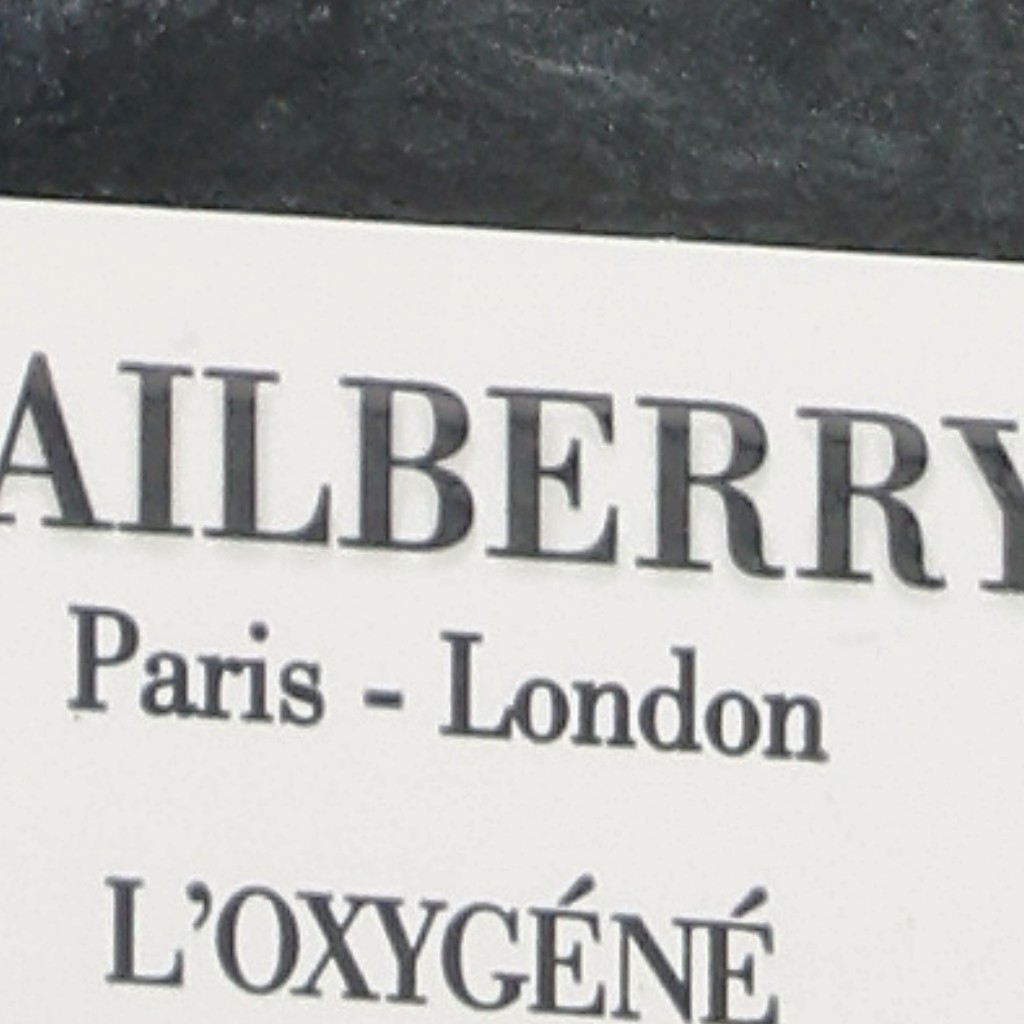 AILBERRY
Paris - London
L'OXYGÉNÉ